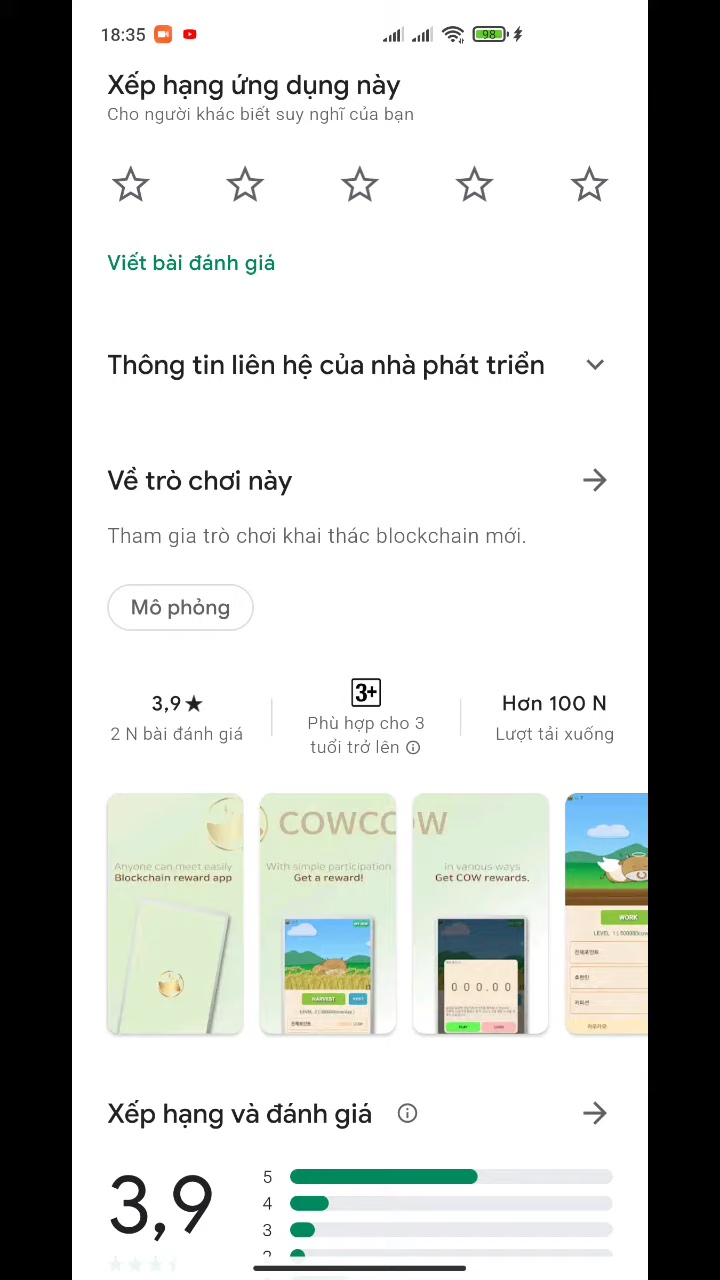 18:35
98
Xếp hạng ứng dụng này
Cho người khác biết suy nghĩ của bạn
Viết bài đánh giá
Thông tin liên hệ của nhà phát triển
Về trò chơi này
Tham gia trò chơi khai thác blockchain mới.
Mô phỏng
3,9★
2 N bài đánh giá
3+
Phù hợp cho 3
tuổi trở lên
Hơn 100 N
Lượt tải xuống
Anyone can meet easily
Blockchain reward app
COWCOW
With simple participation
Get a reward!
HARVEST
in various ways
Get COW rewards.
000.00
WORK
Xếp hạng và đánh giá
3,9
5
4
3
2